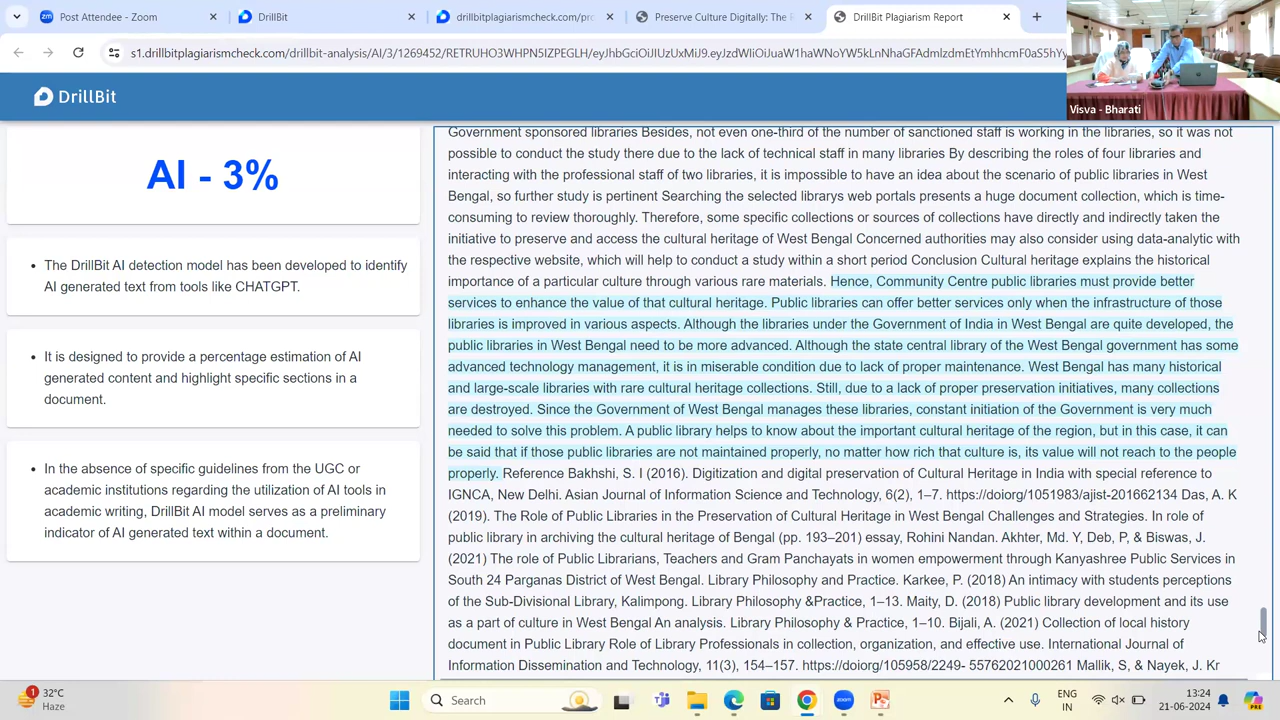 Post Attendee - Zoom
DrillBit
drillbitplagiarismcheck.com/pro
Preserve Culture Digitally: The R
DrillBit Plagiarism Report
s1.drillbitplagiarismcheck.com/drillbit-analysis/AI/3/1269452/
Visva - Bharati
DrillBit
AI - 3%
The DrillBit AI detection model has been developed to identify
AI generated text from tools like CHATGPT.
It is designed to provide a percentage estimation of AI
generated content and highlight specific sections in a
document.
In the absence of specific guidelines from the UGC or
academic institutions regarding the utilization of AI tools in
academic writing, DrillBit AI model serves as a preliminary
indicator of AI generated text within a document.
Government sponsored libraries Besides, not even one-third of the number of sanctioned staff is working in the libraries, so it was not
possible to conduct the study there due to the lack of technical staff in many libraries By describing the roles of four libraries and
interacting with the professional staff of two libraries, it is impossible to have an idea about the scenario of public libraries in West
Bengal, so further study is pertinent Searching the selected librarys web portals presents a huge document collection, which is time-
consuming to review thoroughly. Therefore, some specific collections or sources of collections have directly and indirectly taken the
initiative to preserve and access the cultural heritage of West Bengal Concerned authorities may also consider using data-analytic with
the respective website, which will help to conduct a study within a short period Conclusion Cultural heritage explains the historical
importance of a particular culture through various rare materials. Hence, Community Centre public libraries must provide better
services to enhance the value of that cultural heritage. Public libraries can offer better services only when the infrastructure of those
libraries is improved in various aspects. Although the libraries under the Government of India in West Bengal are quite developed, the
public libraries in West Bengal need to be more advanced. Although the state central library of the West Bengal government has some
advanced technology management, it is in miserable condition due to lack of proper maintenance. West Bengal has many historical
and large-scale libraries with rare cultural heritage collections. Still, due to a lack of proper preservation initiatives, many collections
are destroyed. Since the Government of West Bengal manages these libraries, constant initiation of the Government is very much
needed to solve this problem. A public library helps to know about the important cultural heritage of the region, but in this case, it can
be said that if those public libraries are not maintained properly, no matter how rich that culture is, its value will not reach to the people
properly. Reference Bakhshi, S. I (2016). Digitization and digital preservation of Cultural Heritage in India with special reference to
IGNCA, New Delhi. Asian Journal of Information Science and Technology, 6(2), 1–7. https://doiorg/1051983/ajist-201662134 Das, A. K
(2019). The Role of Public Libraries in the Preservation of Cultural Heritage in West Bengal Challenges and Strategies. In role of
public library in archiving the cultural heritage of Bengal (pp. 193–201) essay, Rohini Nandan. Akhter, Md. Y, Deb, P, & Biswas, J.
(2021) The role of Public Librarians, Teachers and Gram Panchayats in women empowerment through Kanyashree Public Services in
South 24 Parganas District of West Bengal. Library Philosophy and Practice. Karkee, P. (2018) An intimacy with students perceptions
of the Sub-Divisional Library, Kalimpong. Library Philosophy &Practice, 1–13. Maity, D. (2018) Public library development and its use
as a part of culture in West Bengal An analysis. Library Philosophy & Practice, 1–10. Bijali, A. (2021) Collection of local history
document in Public Library Role of Library Professionals in collection, organization, and effective use. International Journal of
Information Dissemination and Technology, 11(3), 154–157. https://doiorg/105958/2249- 55762021000261 Mallik, S, & Nayek, J. Kr
1
32°C
Haze
Search
zoom
ENG
IN
13:24
21-06-2024
PRE